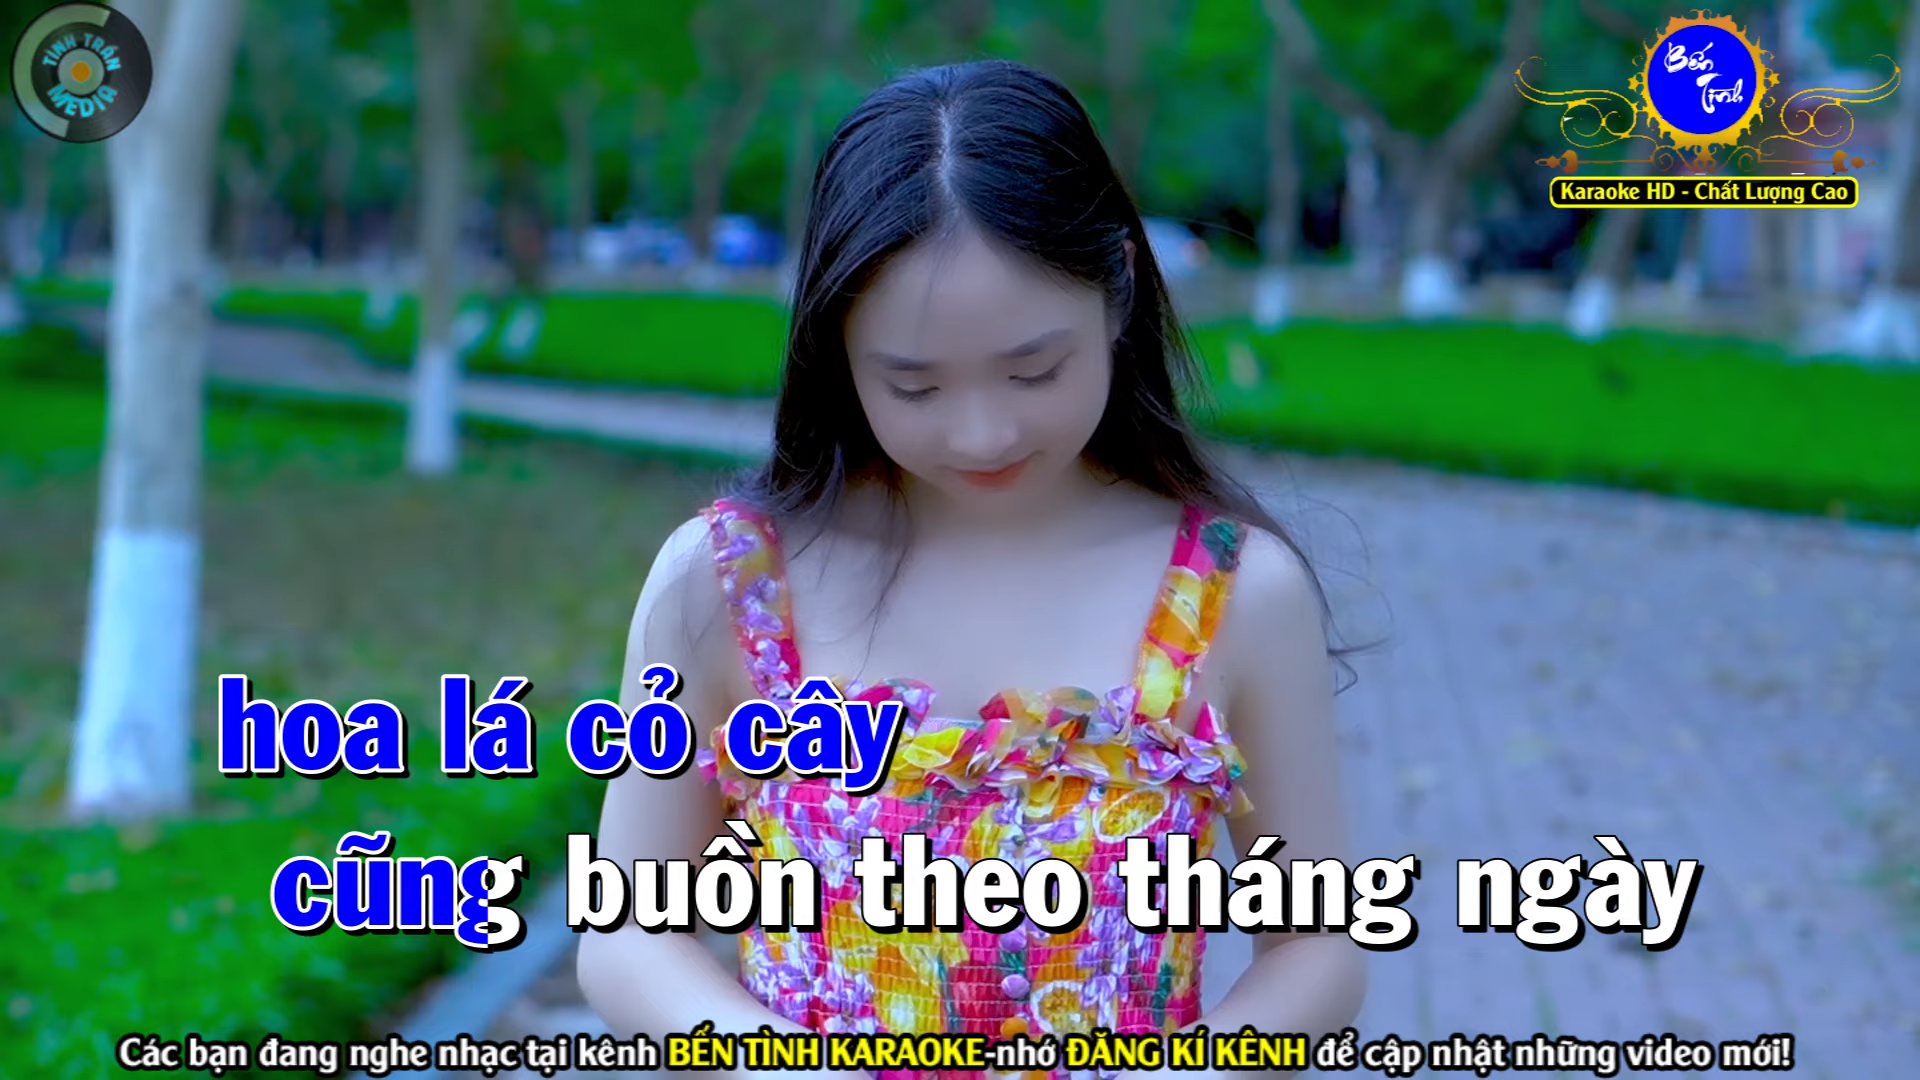 TÌNH TRẦN
MEDIA
Bến
Tình
Karaoke HD - Chất Lượng Cao
hoa lá cỏ cây
cũng buồn theo tháng ngày
Các bạn đang nghe nhạc tại kênh BẾN TÌNH KARAOKE-nhớ ĐĂNG KÍ KÊNH để cập nhật những video mới!